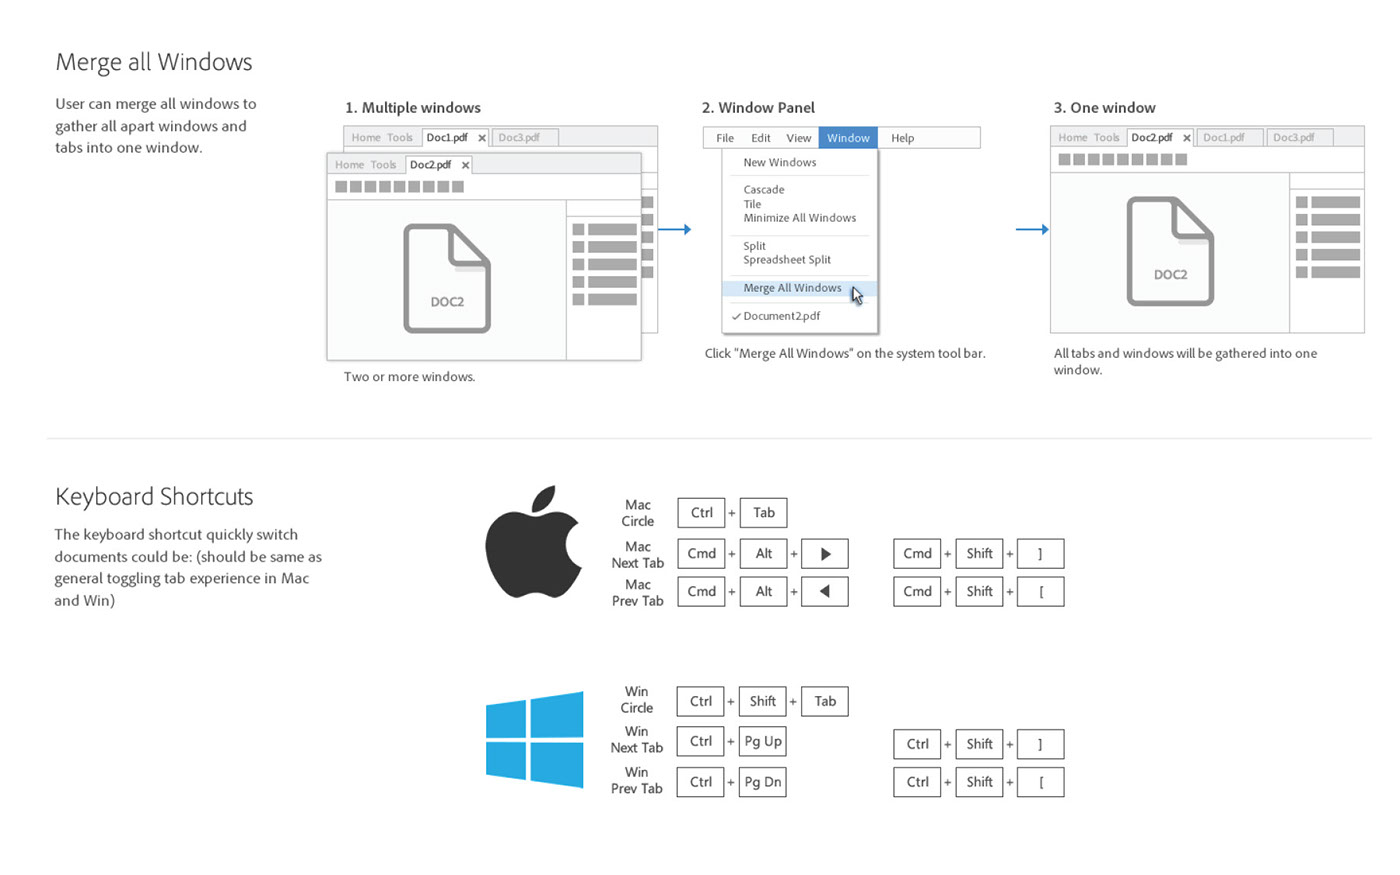 Merge all Windows
User can merge all windows to
gather all apart windows and
tabs into one window.
1. Multiple windows
Home Tools Doc1.pdf × Doc3.pdf
Home Tools Doc2.pdf ×
DOC2
Two or more windows.
2. Window Panel
File Edit View Window Help
New Windows
Cascade
Tile
Minimize All Windows
Split
Spreadsheet Split
Merge All Windows
✓ Document2.pdf
Click "Merge All Windows" on the system tool bar.
3. One window
Home Tools Doc2.pdf × Doc1.pdf Doc3.pdf
DOC2
All tabs and windows will be gathered into one
window.
Keyboard Shortcuts
The keyboard shortcut quickly switch
documents could be: (should be same as
general toggling tab experience in Mac
and Win)
Mac
Circle
Ctrl + Tab
Mac
Next Tab
Cmd + Alt + ▶
Cmd + Shift + ]
Mac
Prev Tab
Cmd + Alt + ◀
Cmd + Shift + [
Win
Circle
Ctrl + Shift + Tab
Win
Next Tab
Ctrl + Pg Up
Ctrl + Shift + ]
Win
Prev Tab
Ctrl + Pg Dn
Ctrl + Shift + [